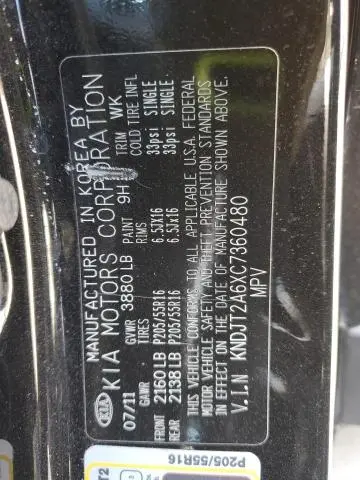 MANUFACTURED IN KOREA BY
KIA KIA MOTORS CORPORATION
07/11 GVWR 3880 LB PAINT 9H TRIM WK
GAWR TIRES RIMS COLD TIRE INFL
FRONT 2160 LB P205/55R16 6.5JX16 33psi SINGLE
REAR 2138 LB P205/55R16 6.5JX16 33psi SINGLE
THIS VEHICLE CONFORMS TO ALL APPLICABLE U.S.A. FEDERAL
MOTOR VEHICLE SAFETY AND THEFT PREVENTION STANDARDS
IN EFFECT ON THE DATE OF MANUFACTURE SHOWN ABOVE.
V.I.N KNDJT2A6XC7360480
MPV
P205/55R16